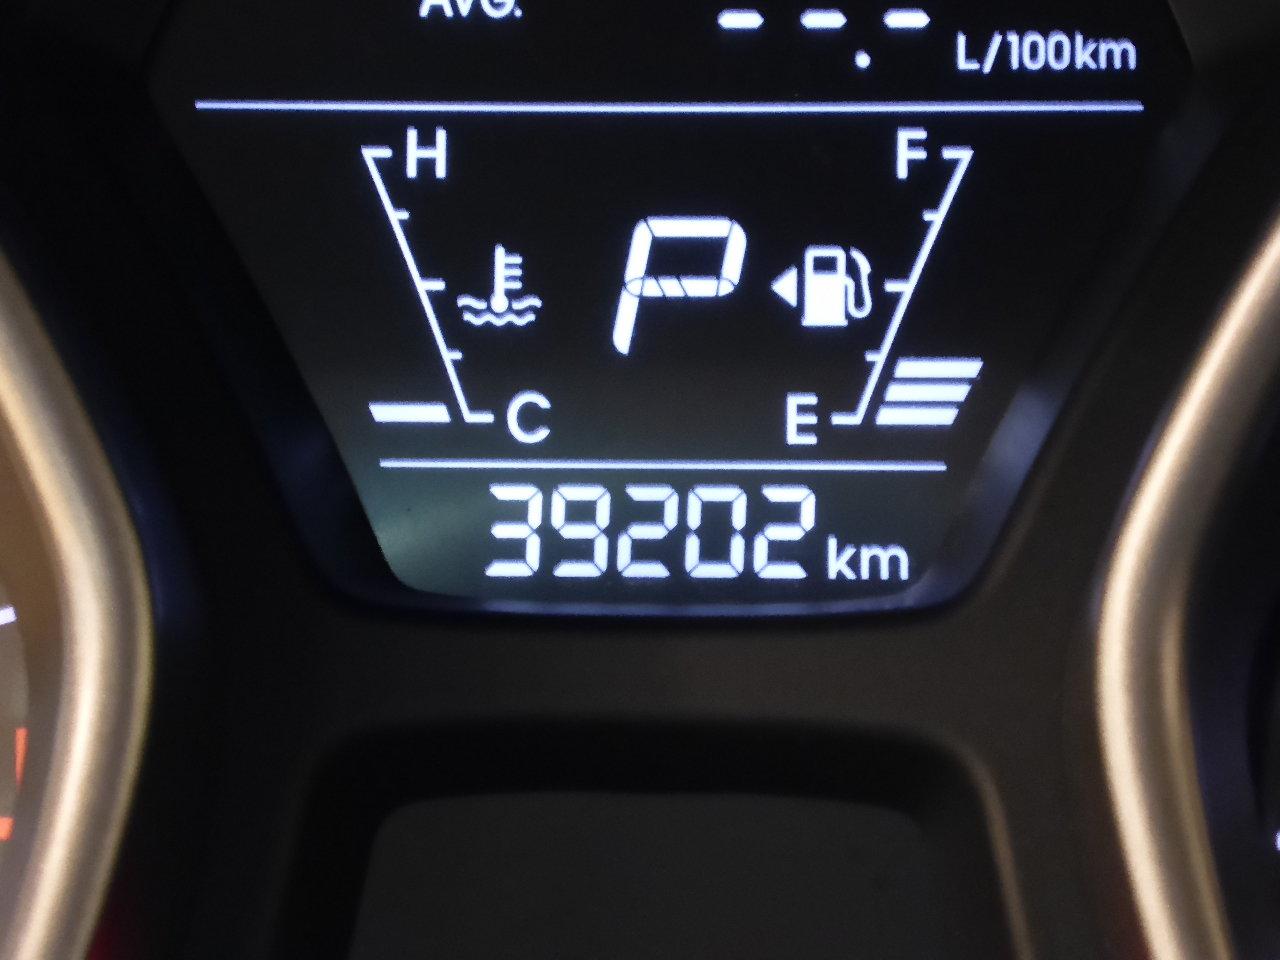 AVG.
--.- L/100km
H F
P
C E
39202 km